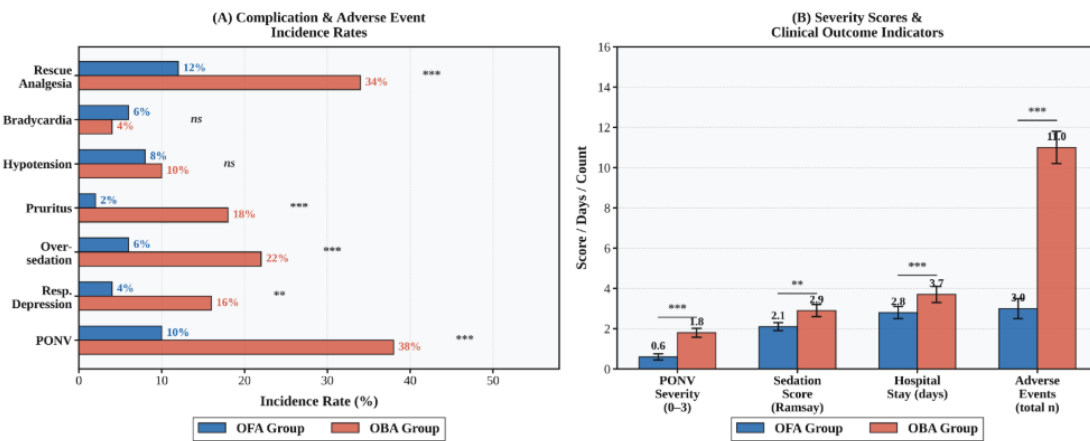 (A) Complication & Adverse Event
Incidence Rates
Rescue
Analgesia
12%
34%
***
Bradycardia
6%
4%
ns
Hypotension
8%
10%
ns
Pruritus
2%
18%
***
Over-
sedation
6%
22%
***
Resp.
Depression
4%
16%
**
PONV
10%
38%
***
0 10 20 30 40 50
Incidence Rate (%)
OFA Group OBA Group
(B) Severity Scores &
Clinical Outcome Indicators
Score / Days / Count
16
14
12
10
8
6
4
2
0
***
0.6
1.8
**
2.1
2.9
***
2.8
3.7
***
3.0
11.0
PONV
Severity
(0–3)
Sedation
Score
(Ramsay)
Hospital
Stay (days)
Adverse
Events
(total n)
OFA Group OBA Group